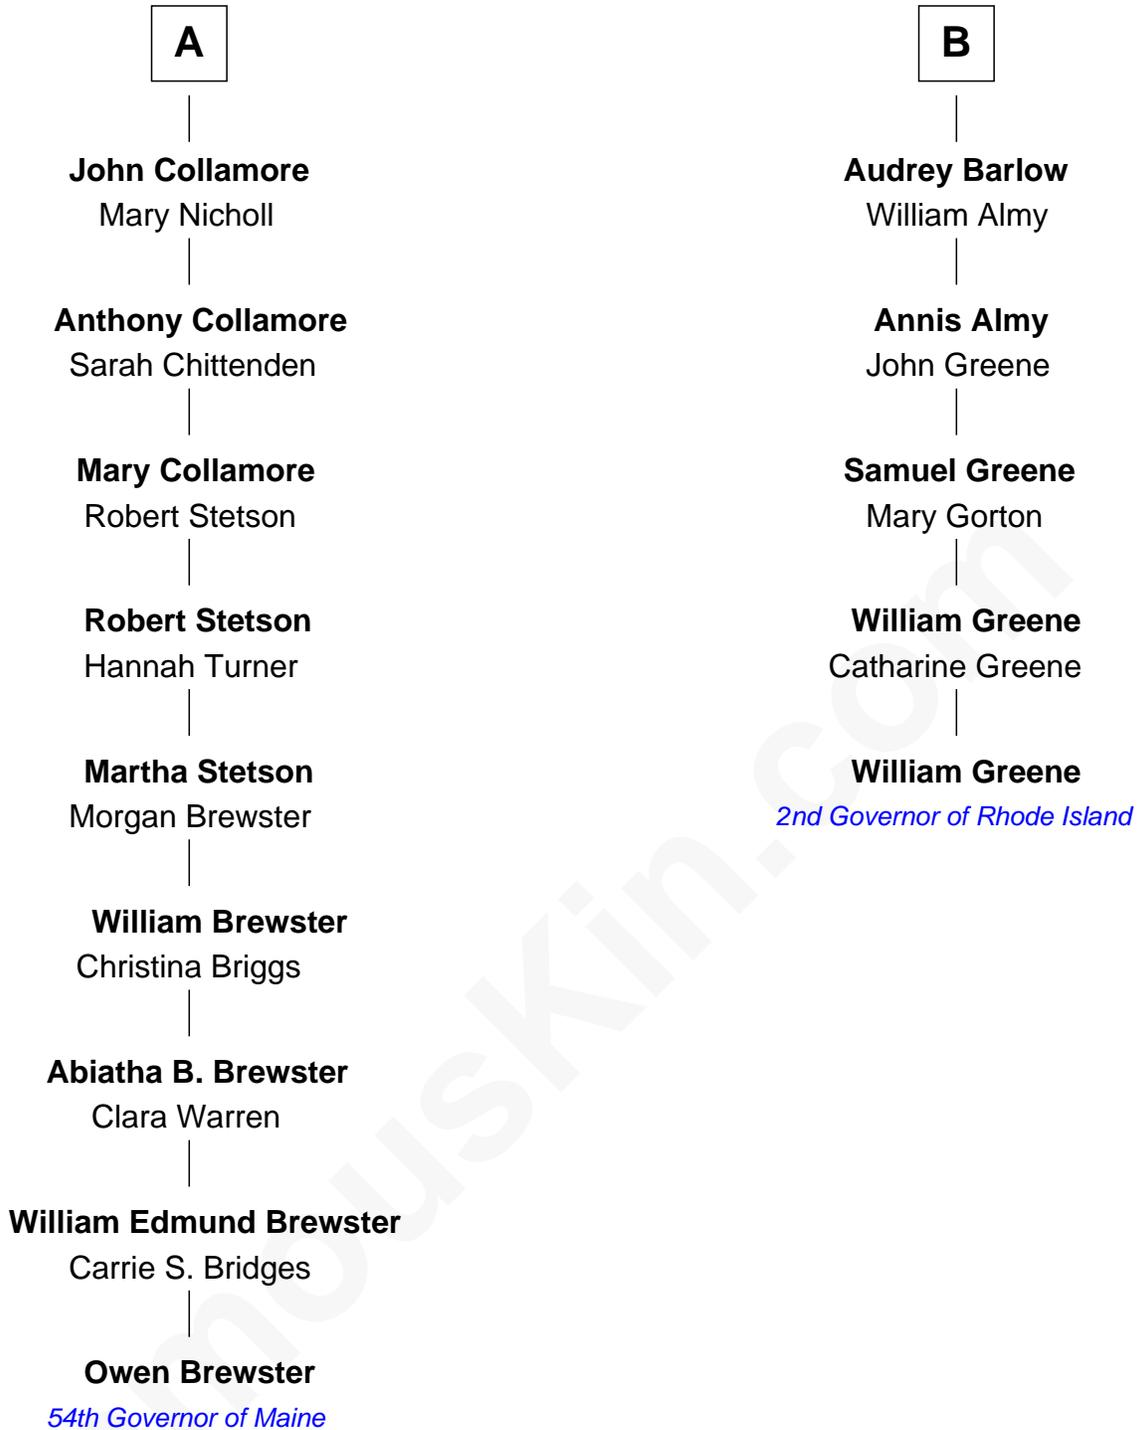 A
John Collamore
Mary Nicholl
Anthony Collamore
Sarah Chittenden
Mary Collamore
Robert Stetson
Robert Stetson
Hannah Turner
Martha Stetson
Morgan Brewster
William Brewster
Christina Briggs
Abiatha B. Brewster
Clara Warren
William Edmund Brewster
Carrie S. Bridges
Owen Brewster
54th Governor of Maine
B
Audrey Barlow
William Almy
Annis Almy
John Greene
Samuel Greene
Mary Gorton
William Greene
Catharine Greene
William Greene
2nd Governor of Rhode Island
mousKin.com